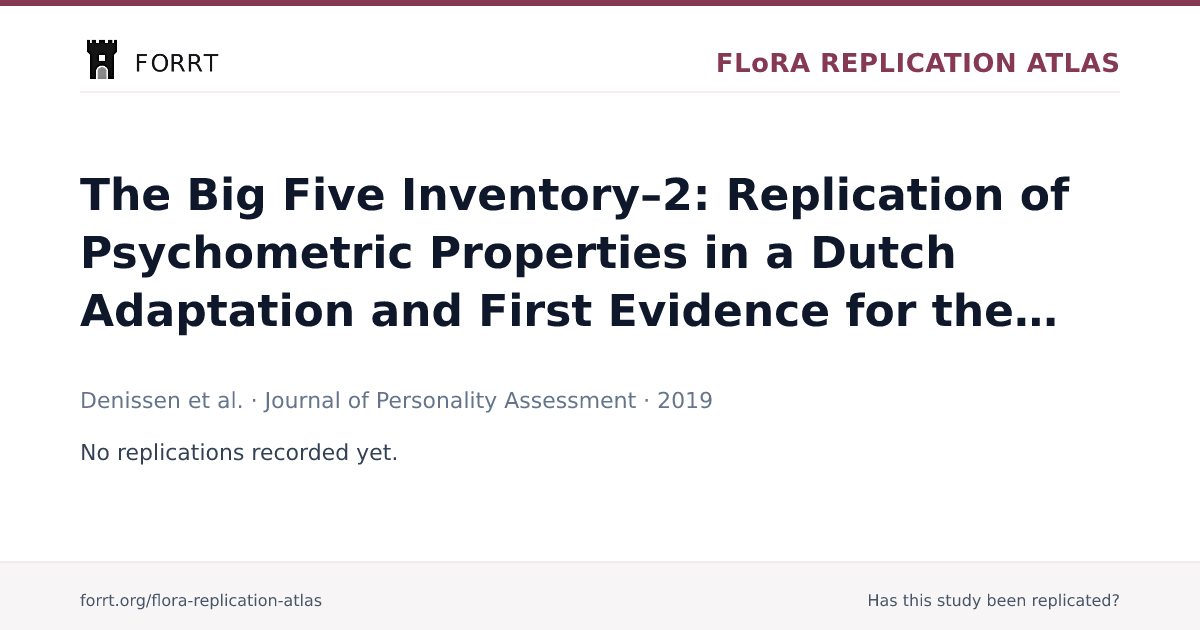 FORRT
FLoRA REPLICATION ATLAS
The Big Five Inventory–2: Replication of
Psychometric Properties in a Dutch
Adaptation and First Evidence for the…
Denissen et al. · Journal of Personality Assessment · 2019
No replications recorded yet.
forrt.org/flora-replication-atlas
Has this study been replicated?